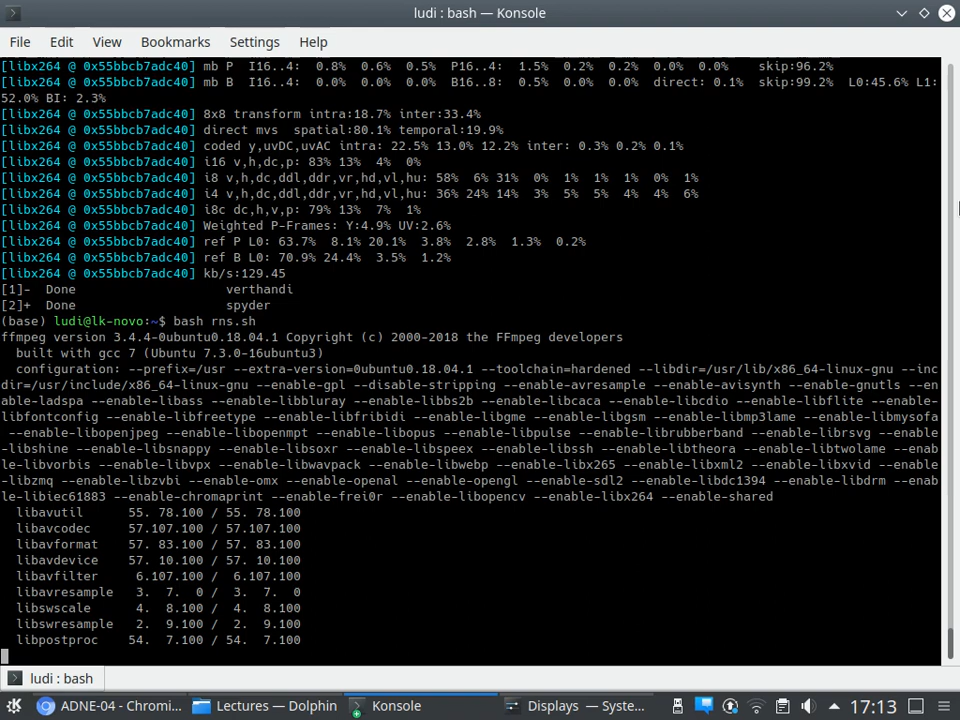 ludi : bash — Konsole
File Edit View Bookmarks Settings Help
[libx264 @ 0x55bbcb7adc40] mb P  I16..4:  0.8%  0.6%  0.5%  P16..4:  1.5%  0.2%  0.2%  0.0%  0.0%    skip:96.2%
[libx264 @ 0x55bbcb7adc40] mb B  I16..4:  0.0%  0.0%  0.0%  B16..8:  0.5%  0.0%  0.0%  direct: 0.1%  skip:99.2%  L0:45.6% L1:
52.0% BI: 2.3%
[libx264 @ 0x55bbcb7adc40] 8x8 transform intra:18.7% inter:33.4%
[libx264 @ 0x55bbcb7adc40] direct mvs  spatial:80.1% temporal:19.9%
[libx264 @ 0x55bbcb7adc40] coded y,uvDC,uvAC intra: 22.5% 13.0% 12.2% inter: 0.3% 0.2% 0.1%
[libx264 @ 0x55bbcb7adc40] i16 v,h,dc,p: 83% 13%  4%  0%
[libx264 @ 0x55bbcb7adc40] i8 v,h,dc,ddl,ddr,vr,hd,vl,hu: 58%  6% 31%  0%  1%  1%  1%  0%  1%
[libx264 @ 0x55bbcb7adc40] i4 v,h,dc,ddl,ddr,vr,hd,vl,hu: 36% 24% 14%  3%  5%  5%  4%  4%  6%
[libx264 @ 0x55bbcb7adc40] i8c dc,h,v,p: 79% 13%  7%  1%
[libx264 @ 0x55bbcb7adc40] Weighted P-Frames: Y:4.9% UV:2.6%
[libx264 @ 0x55bbcb7adc40] ref P L0: 63.7%  8.1% 20.1%  3.8%  2.8%  1.3%  0.2%
[libx264 @ 0x55bbcb7adc40] ref B L0: 70.9% 24.4%  3.5%  1.2%
[libx264 @ 0x55bbcb7adc40] kb/s:129.45
[1]-  Done                    verthandi
[2]+  Done                    spyder
(base) ludi@lk-novo:~$ bash rns.sh
ffmpeg version 3.4.4-0ubuntu0.18.04.1 Copyright (c) 2000-2018 the FFmpeg developers
  built with gcc 7 (Ubuntu 7.3.0-16ubuntu3)
  configuration: --prefix=/usr --extra-version=0ubuntu0.18.04.1 --toolchain=hardened --libdir=/usr/lib/x86_64-linux-gnu --inc
dir=/usr/include/x86_64-linux-gnu --enable-gpl --disable-stripping --enable-avresample --enable-avisynth --enable-gnutls --en
able-ladspa --enable-libass --enable-libbluray --enable-libbs2b --enable-libcaca --enable-libcdio --enable-libflite --enable-
libfontconfig --enable-libfreetype --enable-libfribidi --enable-libgme --enable-libgsm --enable-libmp3lame --enable-libmysofa
 --enable-libopenjpeg --enable-libopenmpt --enable-libopus --enable-libpulse --enable-librubberband --enable-librsvg --enable
-libshine --enable-libsnappy --enable-libsoxr --enable-libspeex --enable-libssh --enable-libtheora --enable-libtwolame --enab
le-libvorbis --enable-libvpx --enable-libwavpack --enable-libwebp --enable-libx265 --enable-libxml2 --enable-libxvid --enable
-libzmq --enable-libzvbi --enable-omx --enable-openal --enable-opengl --enable-sdl2 --enable-libdc1394 --enable-libdrm --enab
le-libiec61883 --enable-chromaprint --enable-frei0r --enable-libopencv --enable-libx264 --enable-shared
  libavutil      55. 78.100 / 55. 78.100
  libavcodec     57.107.100 / 57.107.100
  libavformat    57. 83.100 / 57. 83.100
  libavdevice    57. 10.100 / 57. 10.100
  libavfilter     6.107.100 /  6.107.100
  libavresample   3.  7.  0 /  3.  7.  0
  libswscale      4.  8.100 /  4.  8.100
  libswresample   2.  9.100 /  2.  9.100
  libpostproc    54.  7.100 / 54.  7.100
ludi : bash
ADNE-04 - Chromi... Lectures — Dolphin Konsole Displays — Syste... 17:13